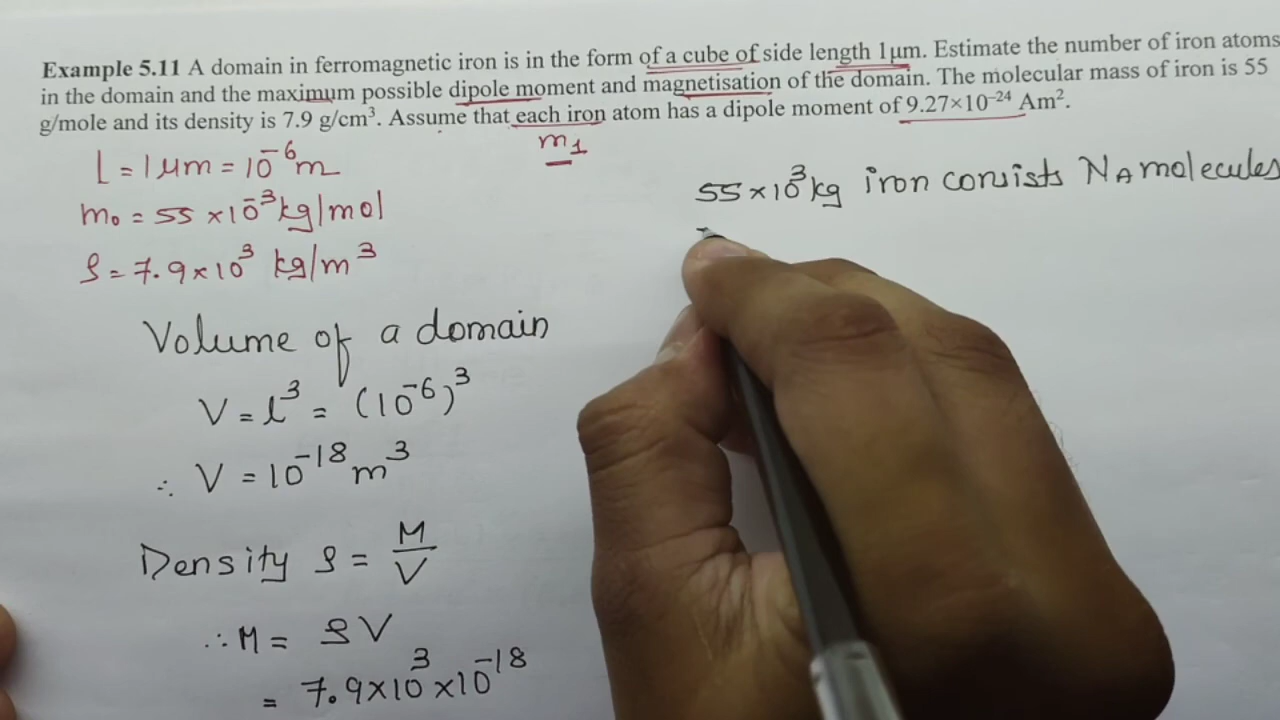 Example 5.11 A domain in ferromagnetic iron is in the form of a cube of side length 1μm. Estimate the number of iron atoms
in the domain and the maximum possible dipole moment and magnetisation of the domain. The molecular mass of iron is 55
g/mole and its density is 7.9 g/cm³. Assume that each iron atom has a dipole moment of 9.27×10⁻²⁴ Am².
m₁
l = 1 μm = 10⁻⁶ m
m₀ = 55 × 10⁻³ kg/mol
ρ = 7.9 × 10³ kg/m³
Volume of a domain
V = l³ = (10⁻⁶)³
∴ V = 10⁻¹⁸ m³
Density ρ = M/V
∴ M = ρV
= 7.9×10³×10⁻¹⁸
55×10³kg iron consists N_A molecules